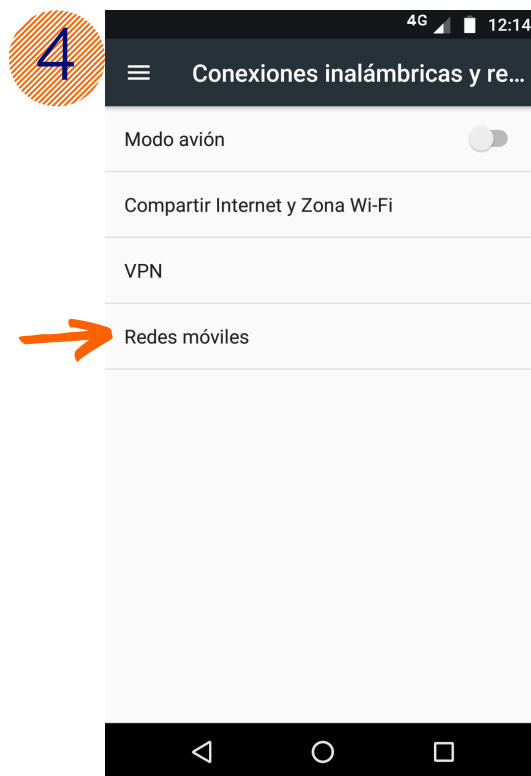 4
4G 12:14
Conexiones inalámbricas y re...
Modo avión
Compartir Internet y Zona Wi-Fi
VPN
Redes móviles